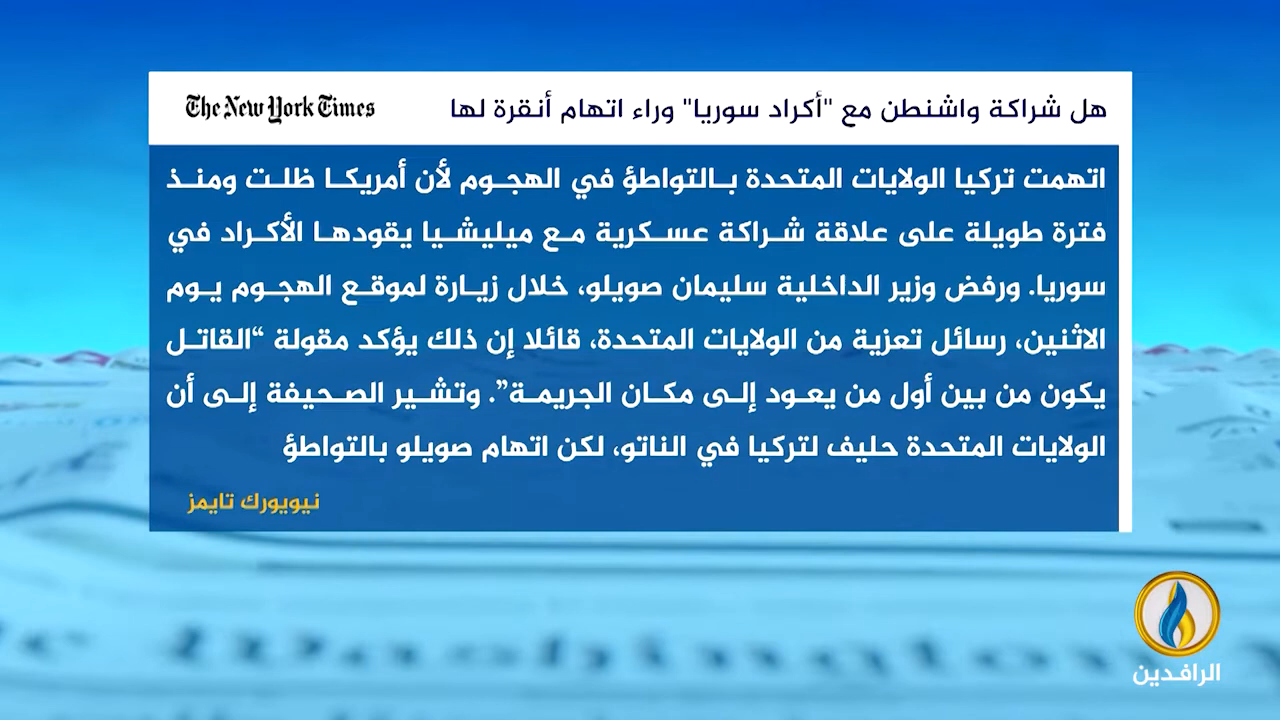 هل شراكة واشنطن مع "أكراد سوريا" وراء اتهام أنقرة لها
The New York Times
اتهمت تركيا الولايات المتحدة بالتواطؤ في الهجوم لأن أمريكا ظلت ومنذ
فترة طويلة على علاقة شراكة عسكرية مع ميليشيا يقودها الأكراد في
سوريا. ورفض وزير الداخلية سليمان صويلو، خلال زيارة لموقع الهجوم يوم
الاثنين، رسائل تعزية من الولايات المتحدة، قائلا إن ذلك يؤكد مقولة “القاتل
يكون من بين أول من يعود إلى مكان الجريمة”. وتشير الصحيفة إلى أن
الولايات المتحدة حليف لتركيا في الناتو، لكن اتهام صويلو بالتواطؤ
نيويورك تايمز
الرافدين